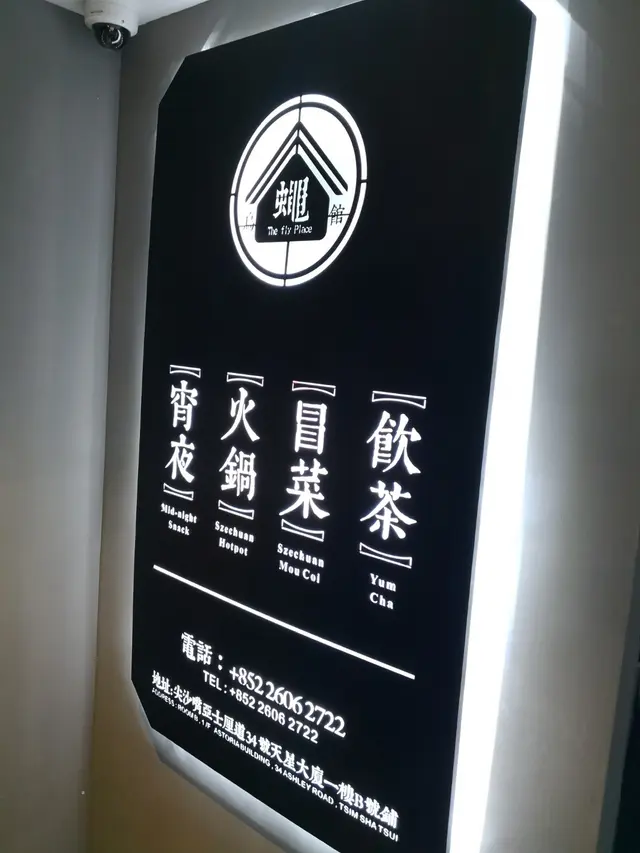 蠅
館
The fly Place
飲茶
Yum
Cha
冒菜
Szechuan
Mou Coi
火鍋
Szechuan
Hotpot
宵夜
Mid-night
Snack
電話：+852 2606 2722
TEL:+852 2606 2722
地址:尖沙嘴亞士厘道34號天星大廈一樓B號鋪
ADDRESS : ROOM B , 1 /F ASTORIA BUILDING , 34 ASHLEY ROAD , TSIM SHA TSUI